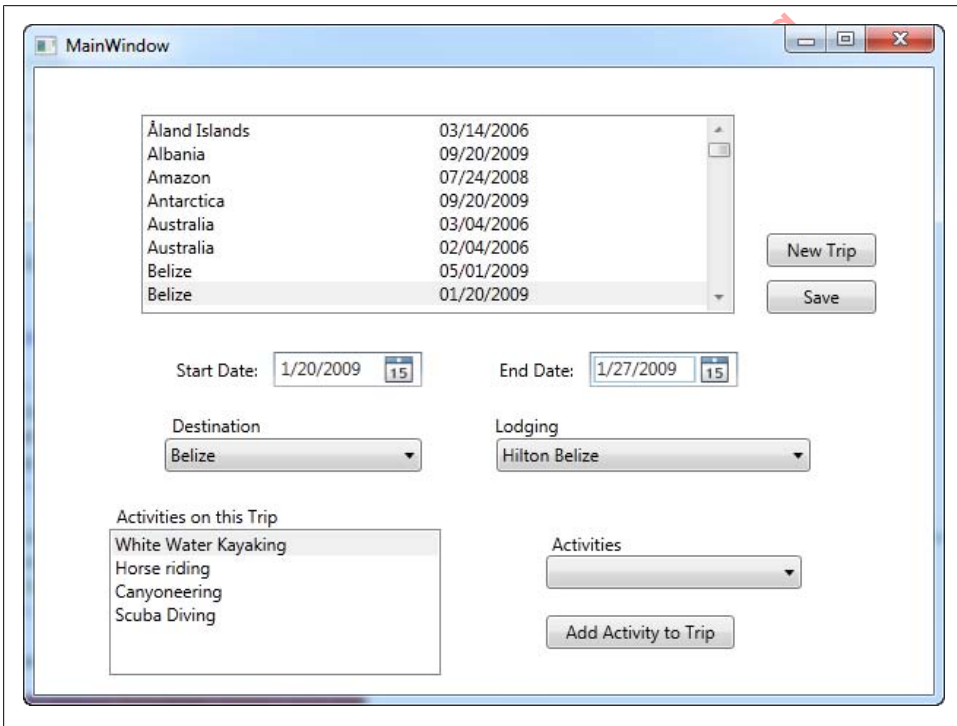 MainWindow
Åland Islands 03/14/2006
Albania 09/20/2009
Amazon 07/24/2008
Antarctica 09/20/2009
Australia 03/04/2006
Australia 02/04/2006
Belize 05/01/2009
Belize 01/20/2009
New Trip
Save
Start Date: 1/20/2009 15
End Date: 1/27/2009 15
Destination
Belize
Lodging
Hilton Belize
Activities on this Trip
White Water Kayaking
Horse riding
Canyoneering
Scuba Diving
Activities
Add Activity to Trip